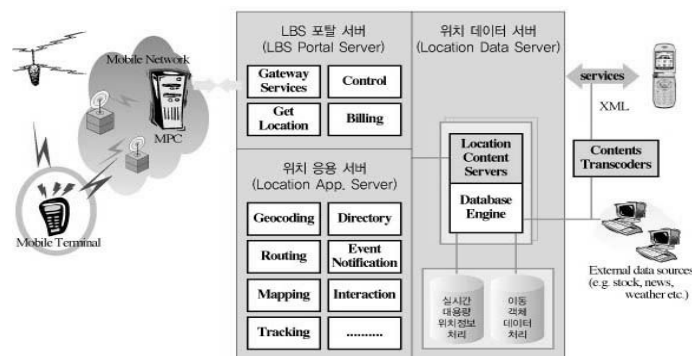 Mobile Network
MPC
Mobile Terminal
LBS 포탈 서버
(LBS Portal Server)
Gateway
Services
Control
Get
Location
Billing
위치 응용 서버
(Location App. Server)
Geocoding
Directory
Routing
Event
Notification
Mapping
Interaction
Tracking
..........
위치 데이터 서버
(Location Data Server)
Location
Content
Servers
Database
Engine
실시간
대용량
위치정보
처리
이동
객체
데이터
처리
services
XML
Contents
Transcoders
External data sources
(e.g. stock, news,
weather etc.)